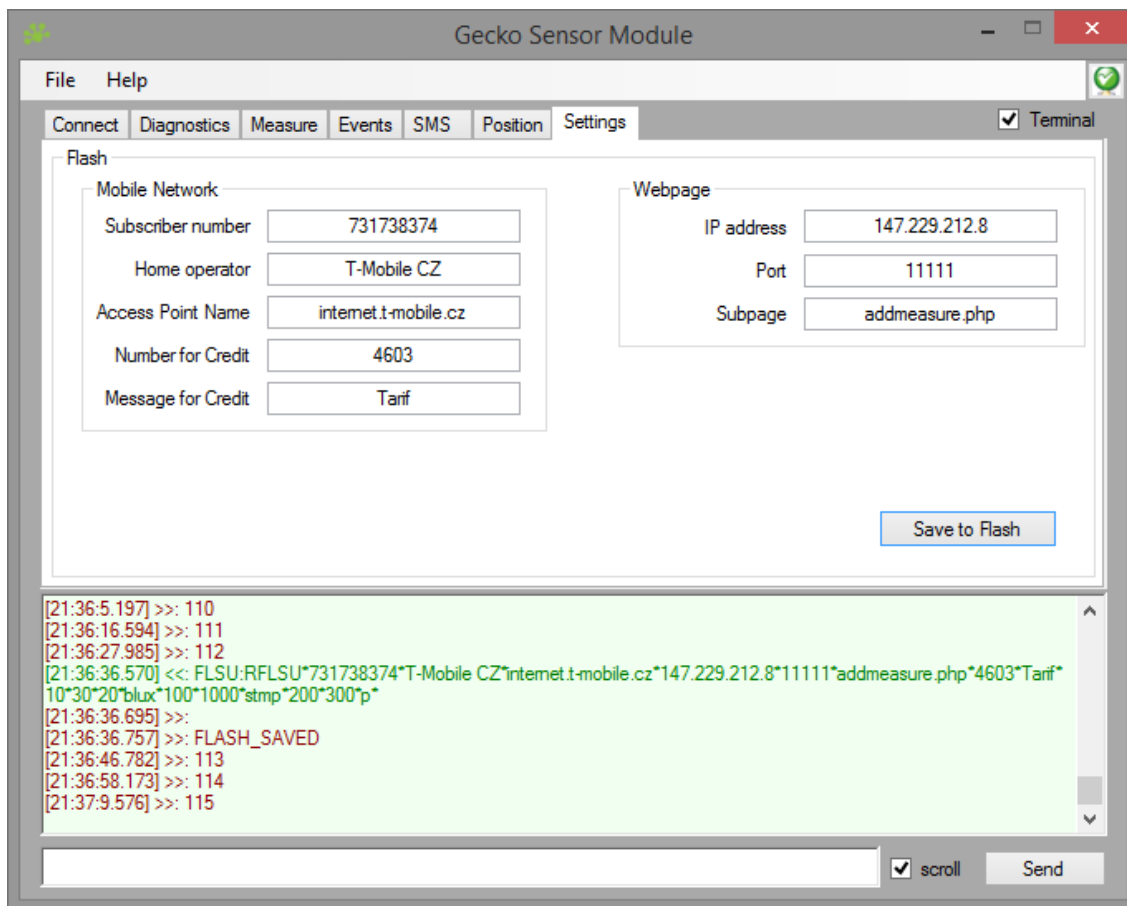 Gecko Sensor Module
File Help
Connect Diagnostics Measure Events SMS Position Settings Terminal
Flash
Mobile Network
Subscriber number 731738374
Home operator T-Mobile CZ
Access Point Name internet.t-mobile.cz
Number for Credit 4603
Message for Credit Tarif
Webpage
IP address 147.229.212.8
Port 11111
Subpage addmeasure.php
Save to Flash
[21:36:5.197] >>: 110
[21:36:16.594] >>: 111
[21:36:27.985] >>: 112
[21:36:36.570] <<: FLSU:RFLSU*731738374*T-Mobile CZ*internet.t-mobile.cz*147.229.212.8*11111*addmeasure.php*4603*Tarif*
10*30*20*blux*100*1000*stmp*200*300*p*
[21:36:36.695] >>:
[21:36:36.757] >>: FLASH_SAVED
[21:36:46.782] >>: 113
[21:36:58.173] >>: 114
[21:37:9.576] >>: 115
scroll Send